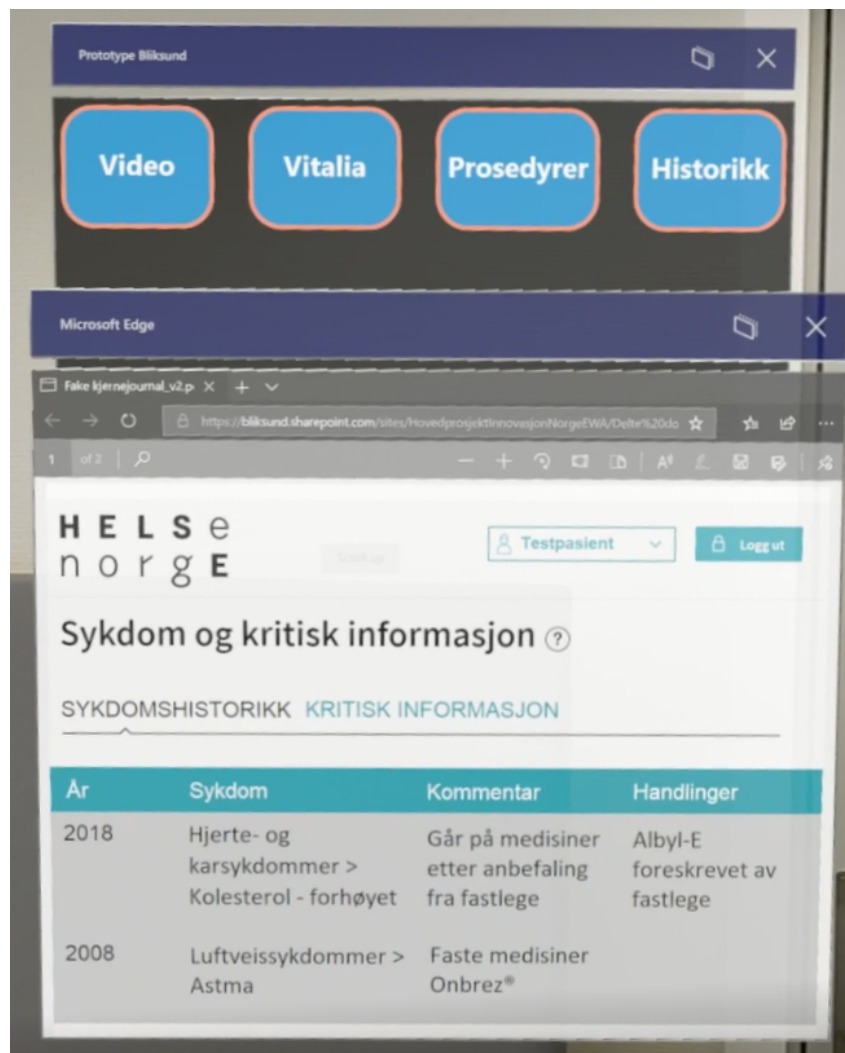 Prototype Bliksund
Video Vitalia Prosedyrer Historikk
Microsoft Edge
Fake kjernejournal_v2.p
https://bliksund.sharepoint.com/sites/HovedprosjektInnovasjonNorgeEWA/Delte%20do
1 of 2
HELSe
norgE
Testpasient
Logg ut
Sykdom og kritisk informasjon ?
SYKDOMSHISTORIKK KRITISK INFORMASJON
År Sykdom Kommentar Handlinger
2018 Hjerte- og Går på medisiner Albyl-E
karsykdommer > etter anbefaling foreskrevet av
Kolesterol - forhøyet fra fastlege fastlege
2008 Luftveissykdommer > Faste medisiner
Astma Onbrez®